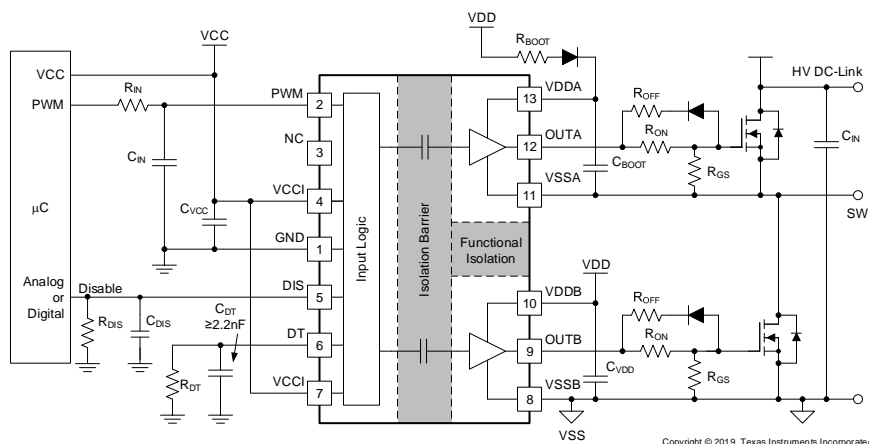 VDD
RBOOT
VCC
VCC
PWM
RIN
CIN
μC
CVCC
Analog
or
Digital
Disable
RDIS
CDIS
CDT
≥2.2nF
RDT
PWM
2
NC
3
VCCI
4
GND
1
DIS
5
DT
6
VCCI
7
Input Logic
Isolation Barrier
Functional
Isolation
13
VDDA
12
OUTA
11
VSSA
CBOOT
ROFF
RON
RGS
HV DC-Link
CIN
SW
VDD
10
VDDB
9
OUTB
8
VSSB
CVDD
ROFF
RON
RGS
VSS
Copyright © 2019, Texas Instruments Incorporated